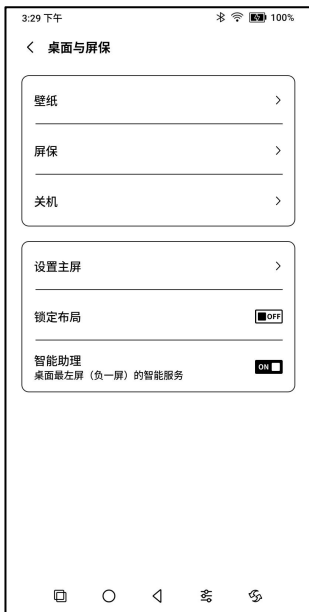 3:29 下午 100%
桌面与屏保
壁纸
屏保
关机
设置主屏
锁定布局 OFF
智能助理 ON
桌面最左屏（负一屏）的智能服务